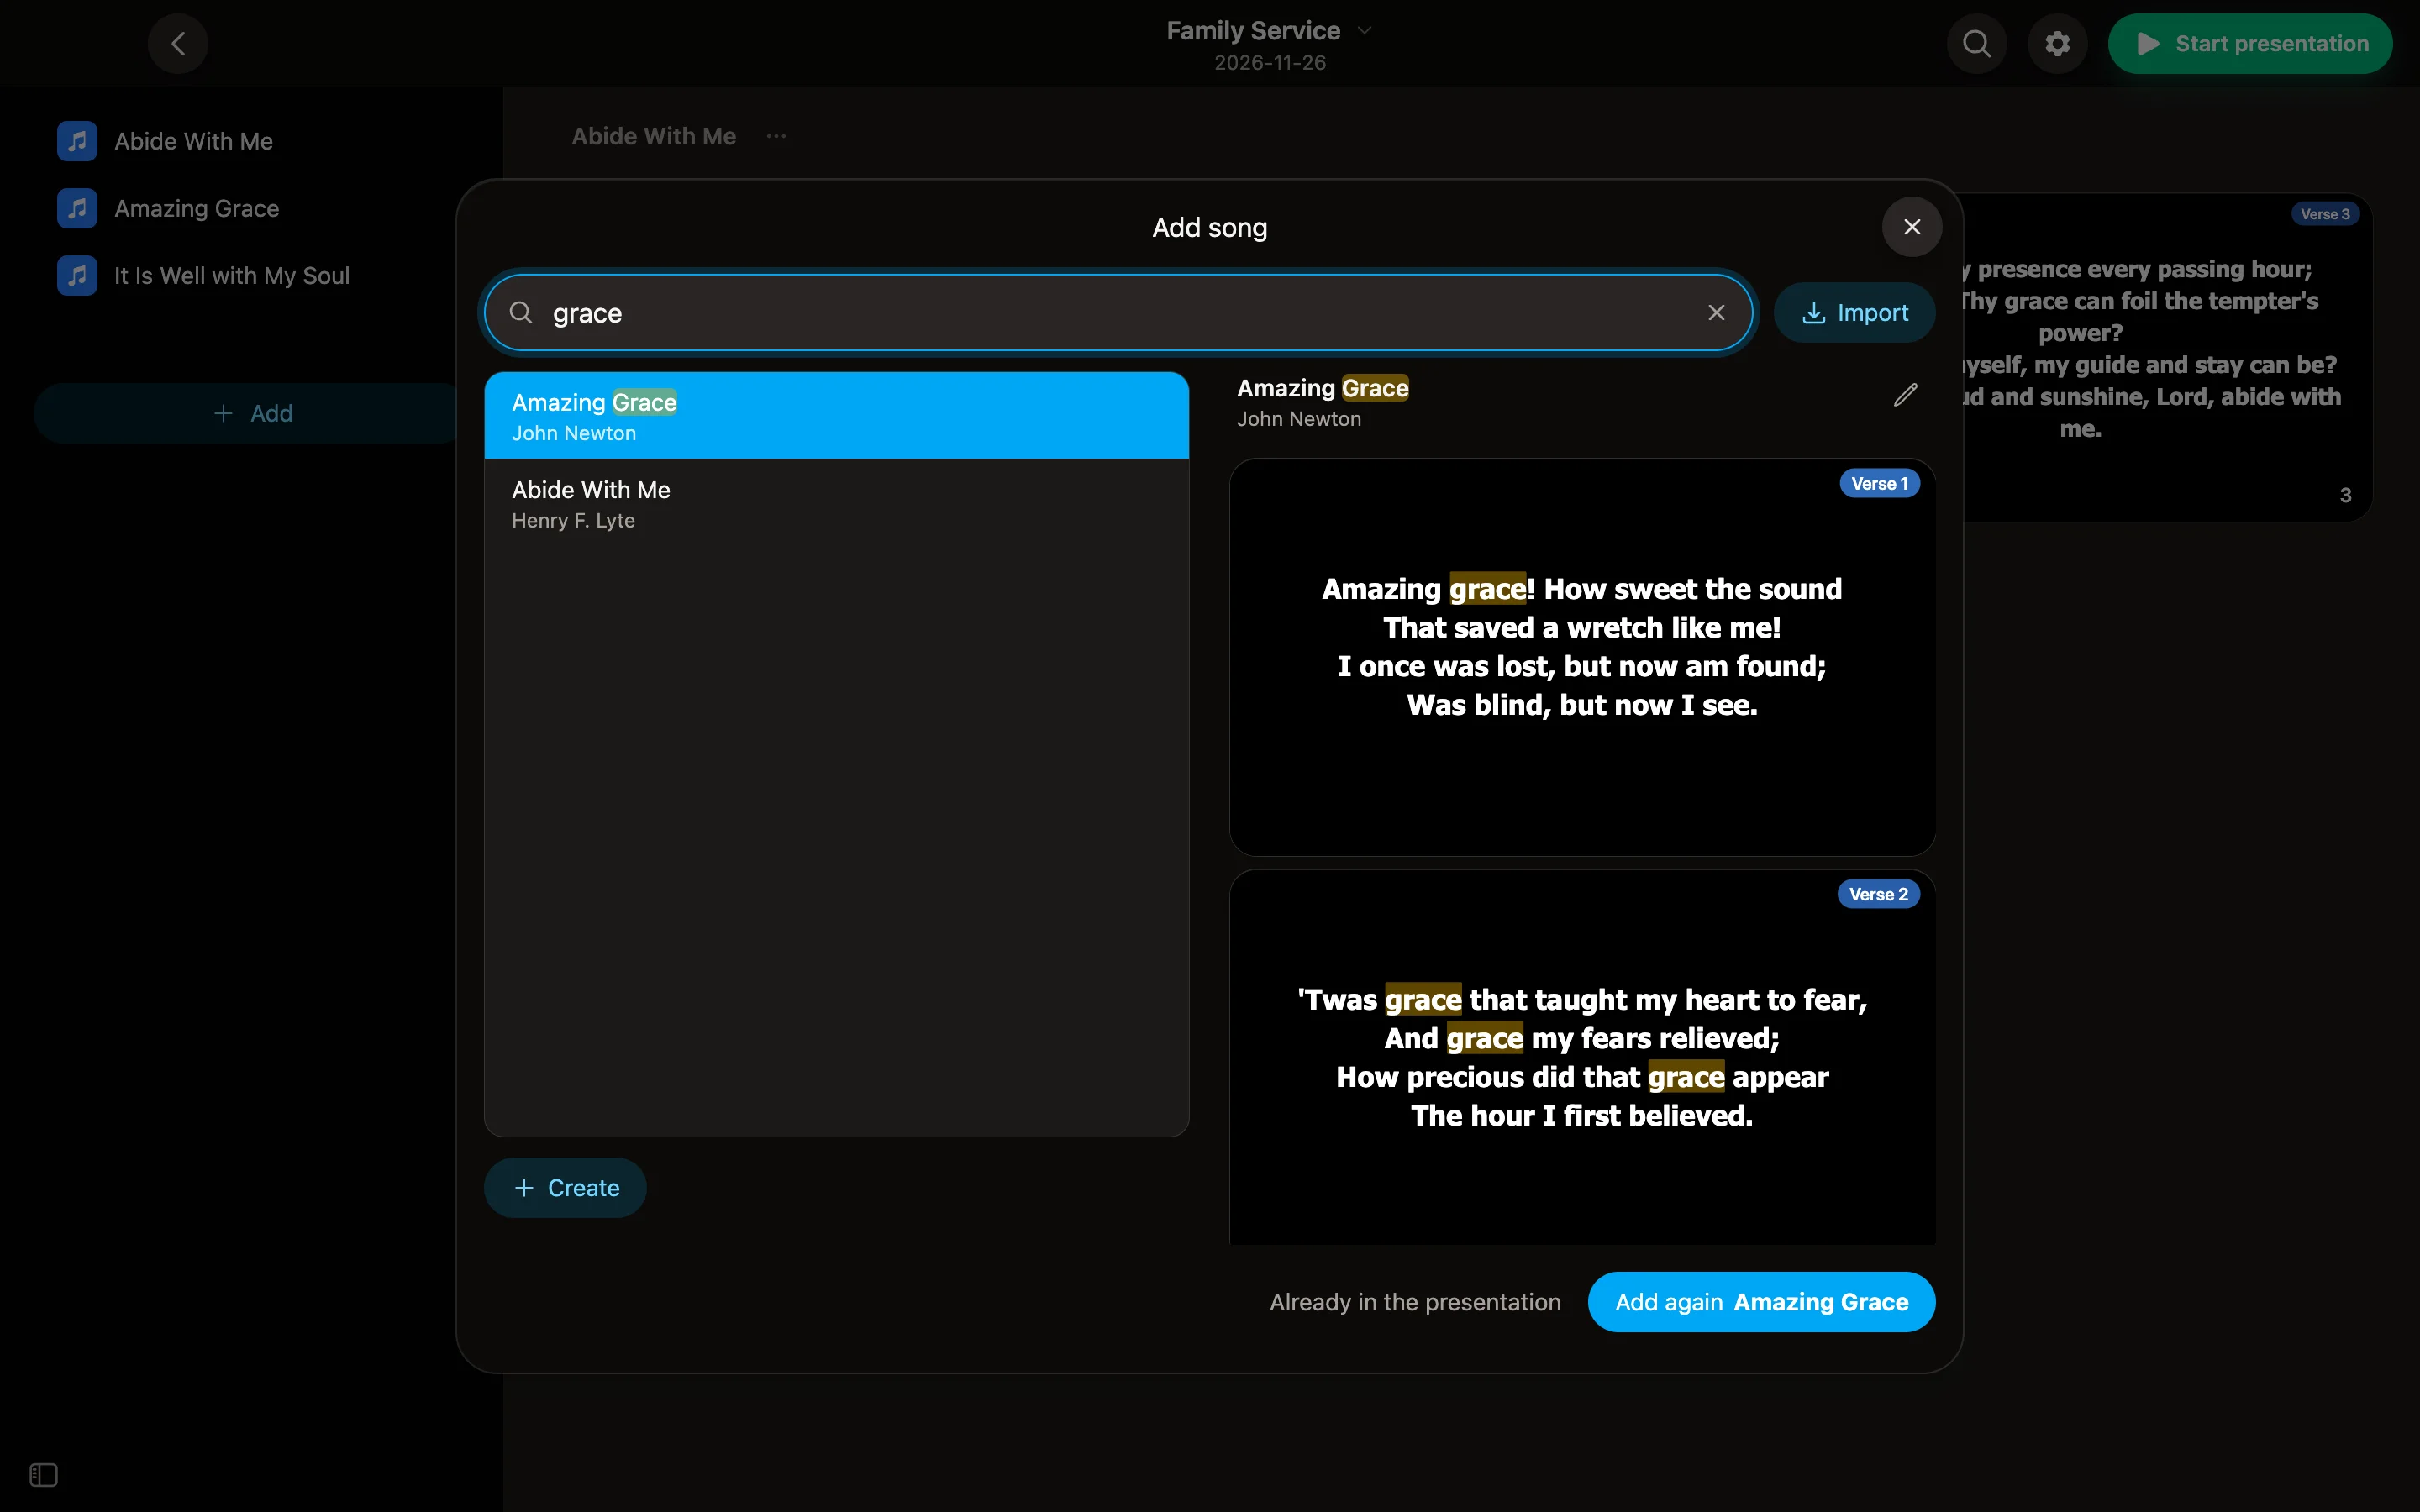 Family Service
2026-11-26
Start presentation
Abide With Me
Amazing Grace
It Is Well with My Soul
Add
Abide With Me
Verse 3
presence every passing hour;
Thy grace can foil the tempter's
power?
myself, my guide and stay can be?
and sunshine, Lord, abide with
me.
3
Add song
grace
Import
Amazing Grace
John Newton
Abide With Me
Henry F. Lyte
Create
Amazing Grace
John Newton
Verse 1
Amazing grace! How sweet the sound
That saved a wretch like me!
I once was lost, but now am found;
Was blind, but now I see.
Verse 2
'Twas grace that taught my heart to fear,
And grace my fears relieved;
How precious did that grace appear
The hour I first believed.
Already in the presentation
Add again Amazing Grace